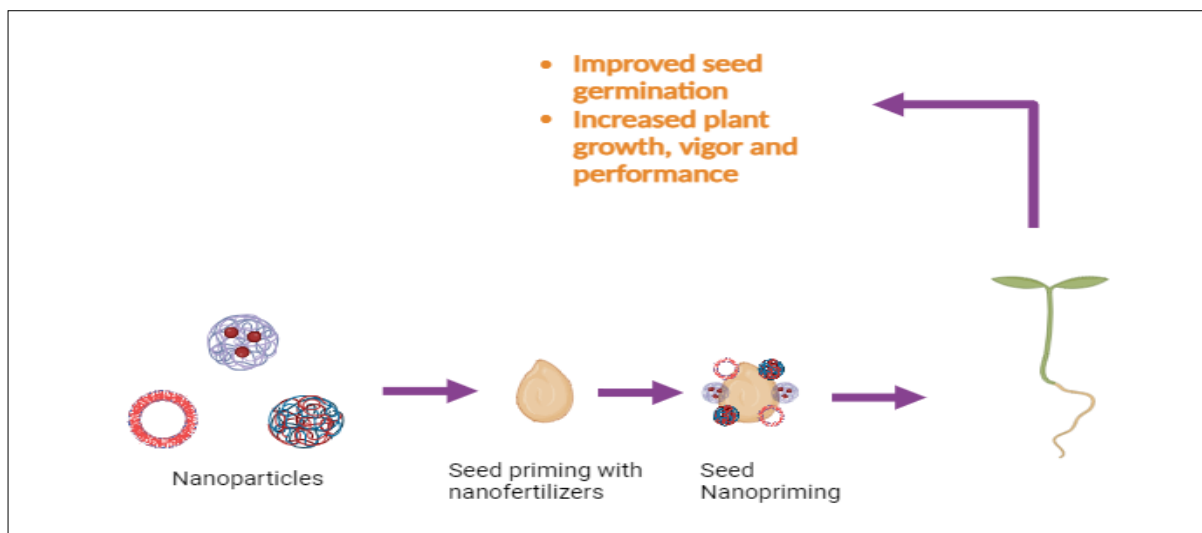 • Improved seed
germination
• Increased plant
growth, vigor and
performance
Nanoparticles
Seed priming with
nanofertilizers
Seed
Nanopriming